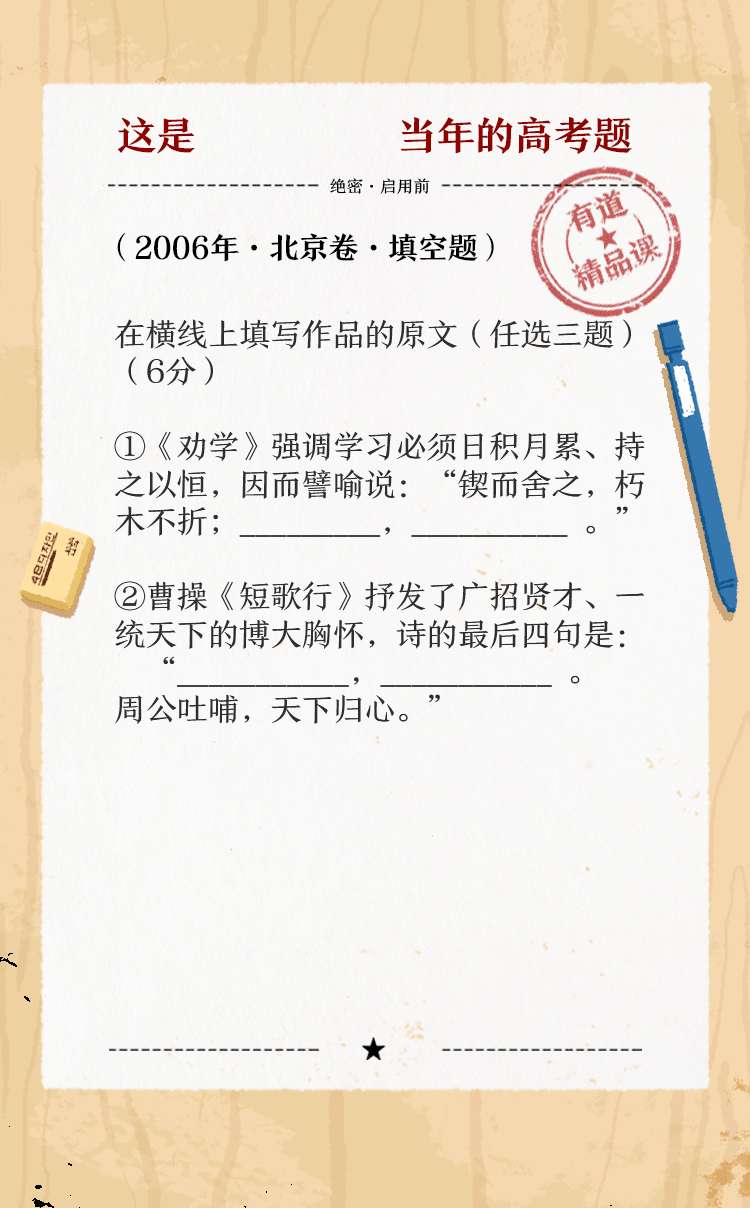 这是 当年的高考题
绝密·启用前
有道
精品课
(2006年·北京卷·填空题)
在横线上填写作品的原文(任选三题)
(6分)
①《劝学》强调学习必须日积月累、持
之以恒，因而譬喻说：“锲而舍之，朽
木不折；_________，__________ 。”
②曹操《短歌行》抒发了广招贤才、一
统天下的博大胸怀，诗的最后四句是：
“___________，___________ 。
周公吐哺，天下归心。”